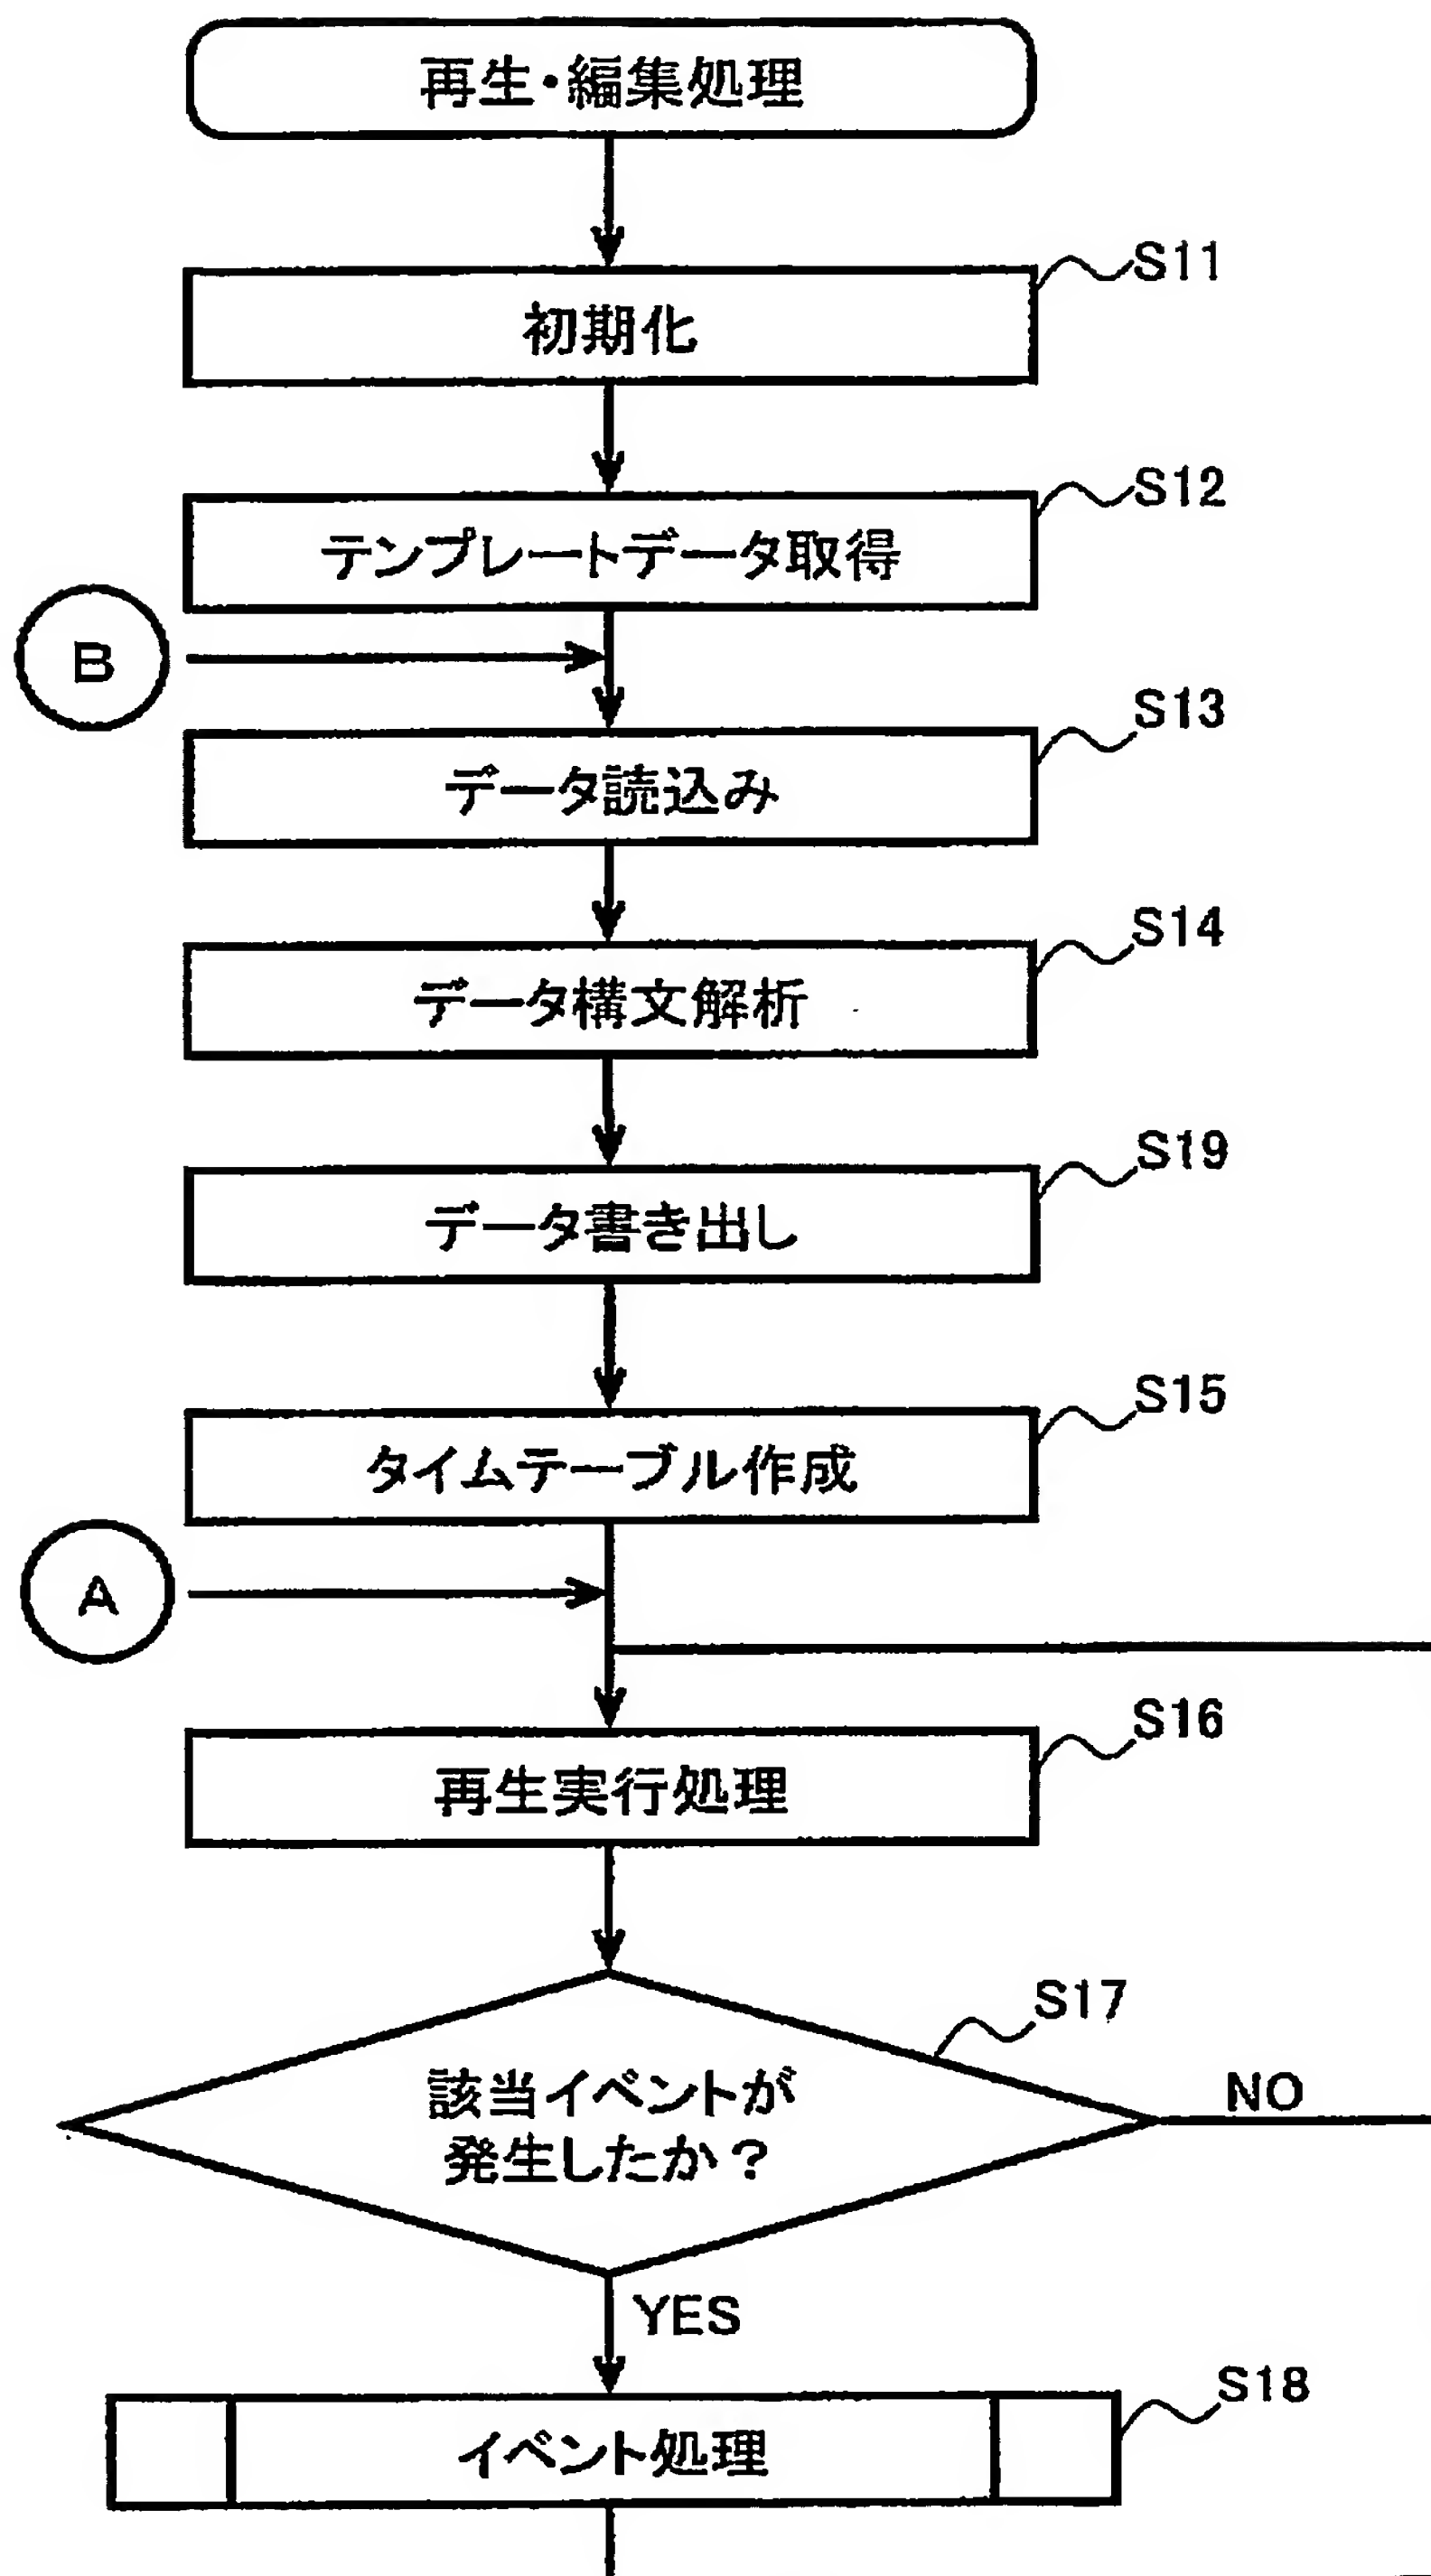 再生・編集処理
S11
初期化
S12
テンプレートデータ取得
B
S13
データ読込み
S14
データ構文解析
S19
データ書き出し
S15
タイムテーブル作成
A
S16
再生実行処理
S17
該当イベントが
発生したか？
NO
YES
S18
イベント処理